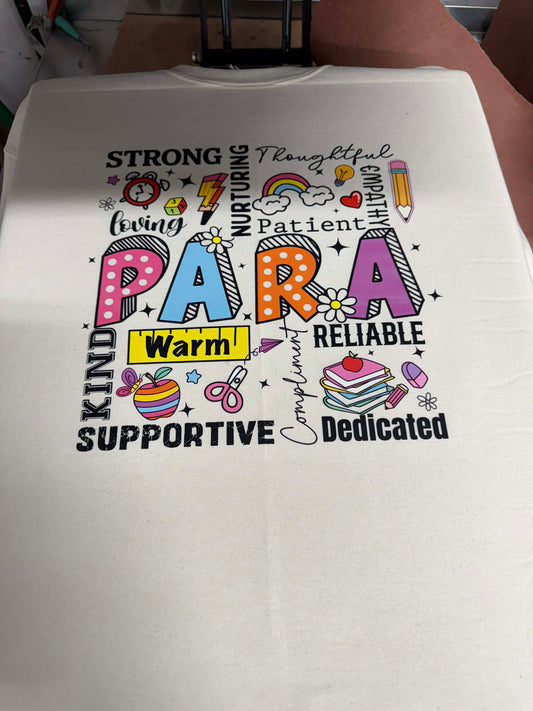 STRONG
Thoughtful
NURTURING
EMPATHY
loving
Patient
PARA
KIND
Warm
Compliment
RELIABLE
SUPPORTIVE
Dedicated